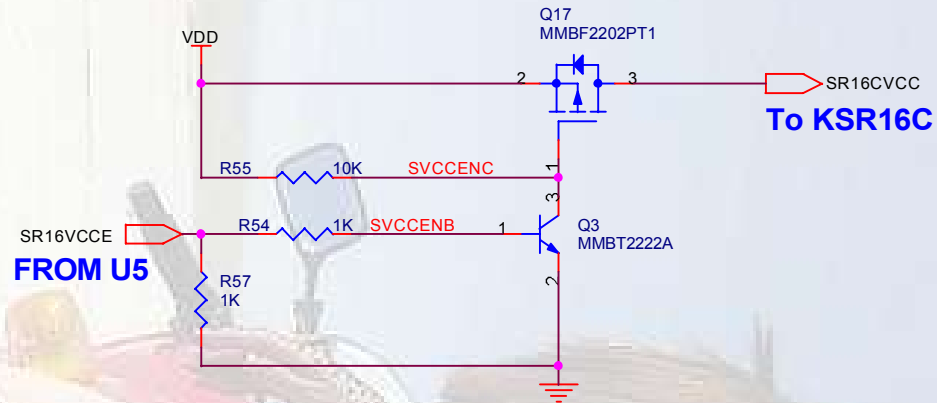 Q17
MMBF2202PT1
VDD
2
3
SR16CVCC
To KSR16C
1
R55
10K
SVCCENC
3
R54
1K
SVCCENB
1
Q3
MMBT2222A
SR16VCCE
FROM U5
2
R57
1K